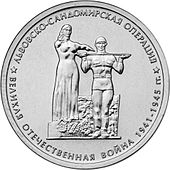 ЛЬВОВСКО-САНДОМИРСКАЯ ОПЕРАЦИЯ
ВЕЛИКАЯ ОТЕЧЕСТВЕННАЯ ВОЙНА 1941-1945 ГГ.